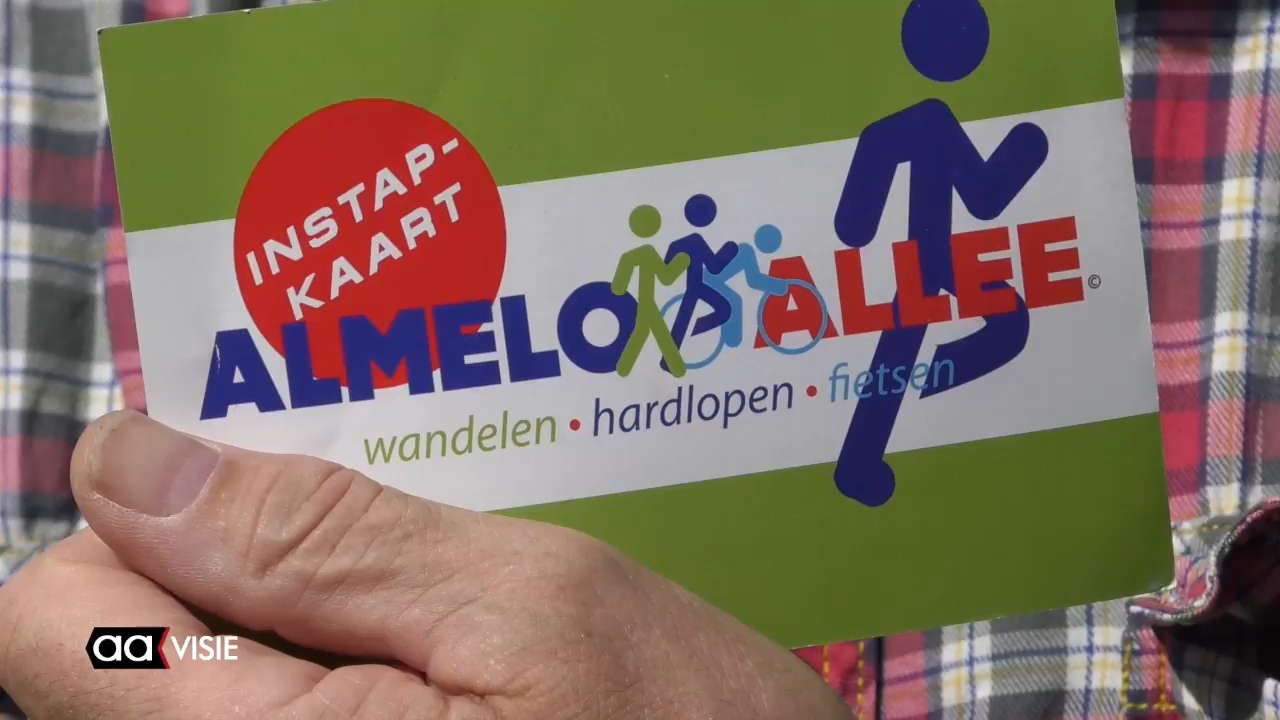 INSTAP-
KAART
ALMELO ALLEE ©
wandelen • hardlopen • fietsen
aa VISIE